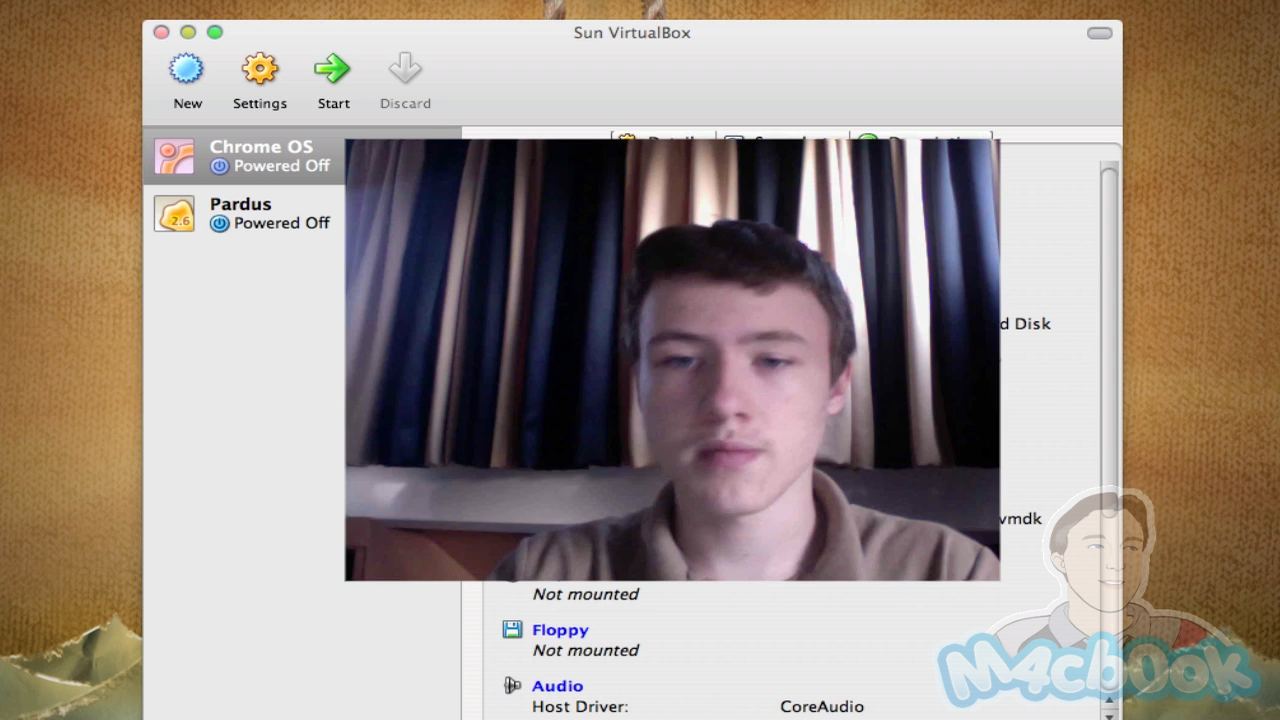 Sun VirtualBox
New
Settings
Start
Discard
Chrome OS
Powered Off
Pardus
2.6
Powered Off
d Disk
vmdk
Not mounted
Floppy
Not mounted
Audio
Host Driver:
CoreAudio
M4cb00k